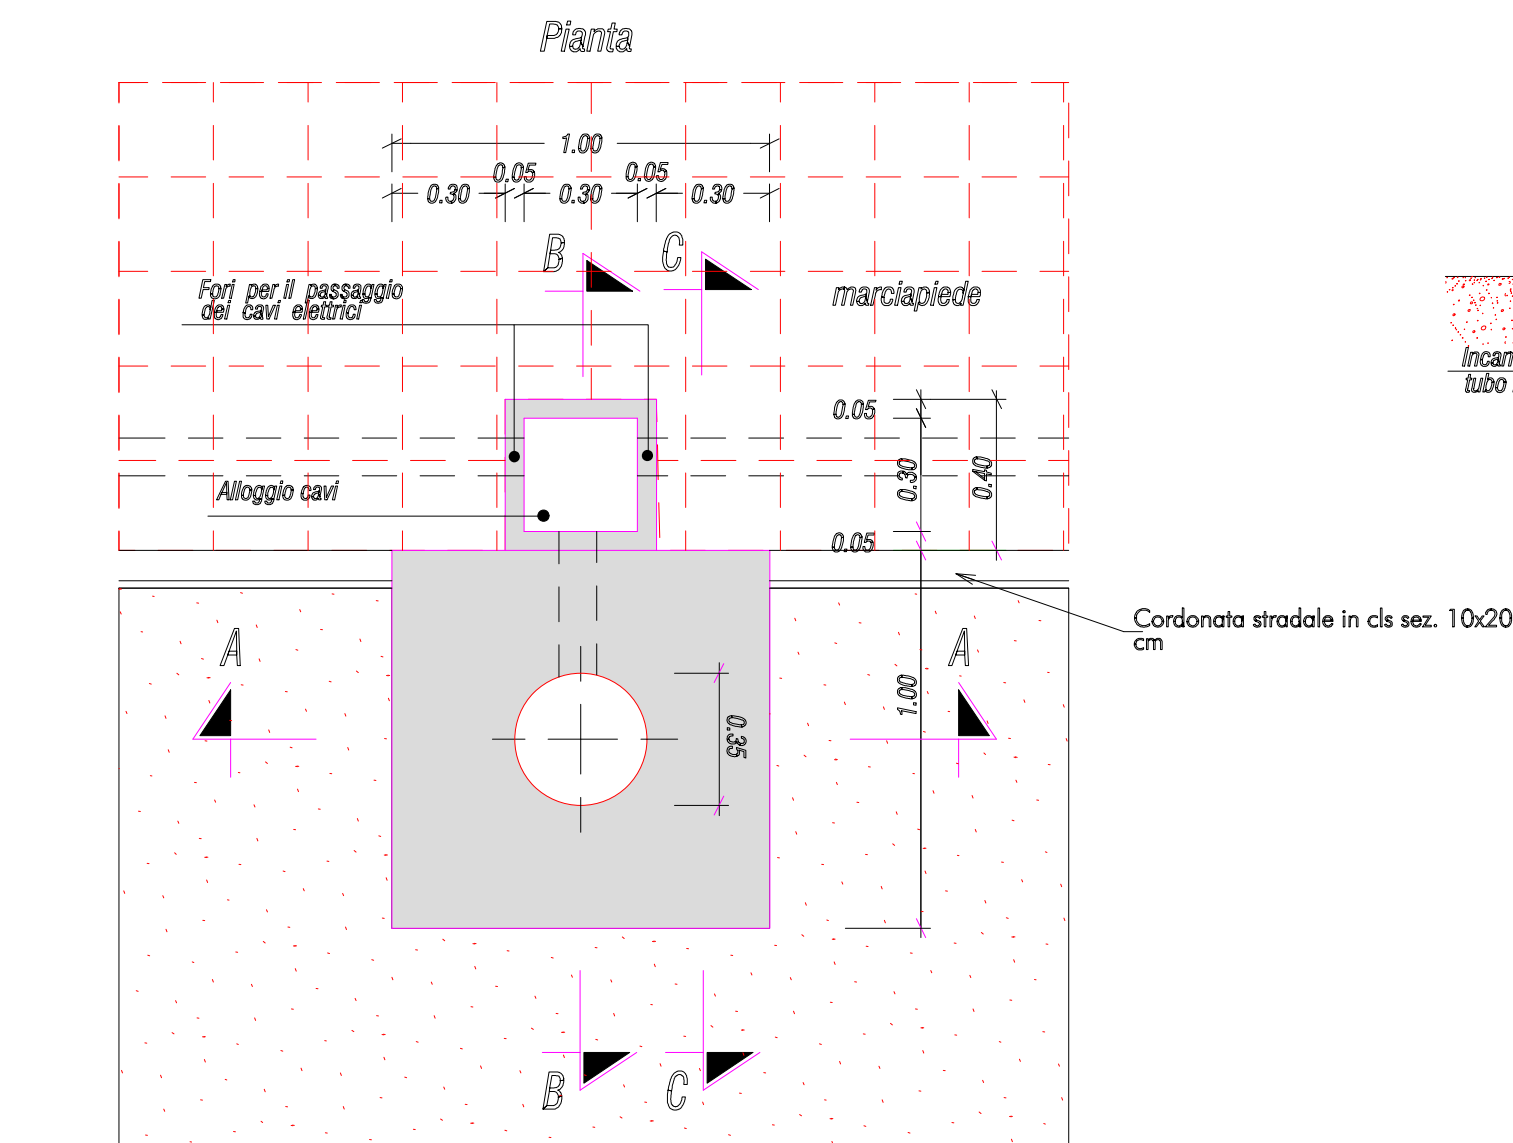 Pianta
1.00
0.05 0.05
0.30 0.30 0.30
B C
Fori per il passaggio
dei cavi elettrici
marciapiede
tubo
0.05
0.30
0.40
Alloggio cavi
0.05
Cordonata stradale in cls sez. 10x20
cm
A A
1.00
0.35
B C